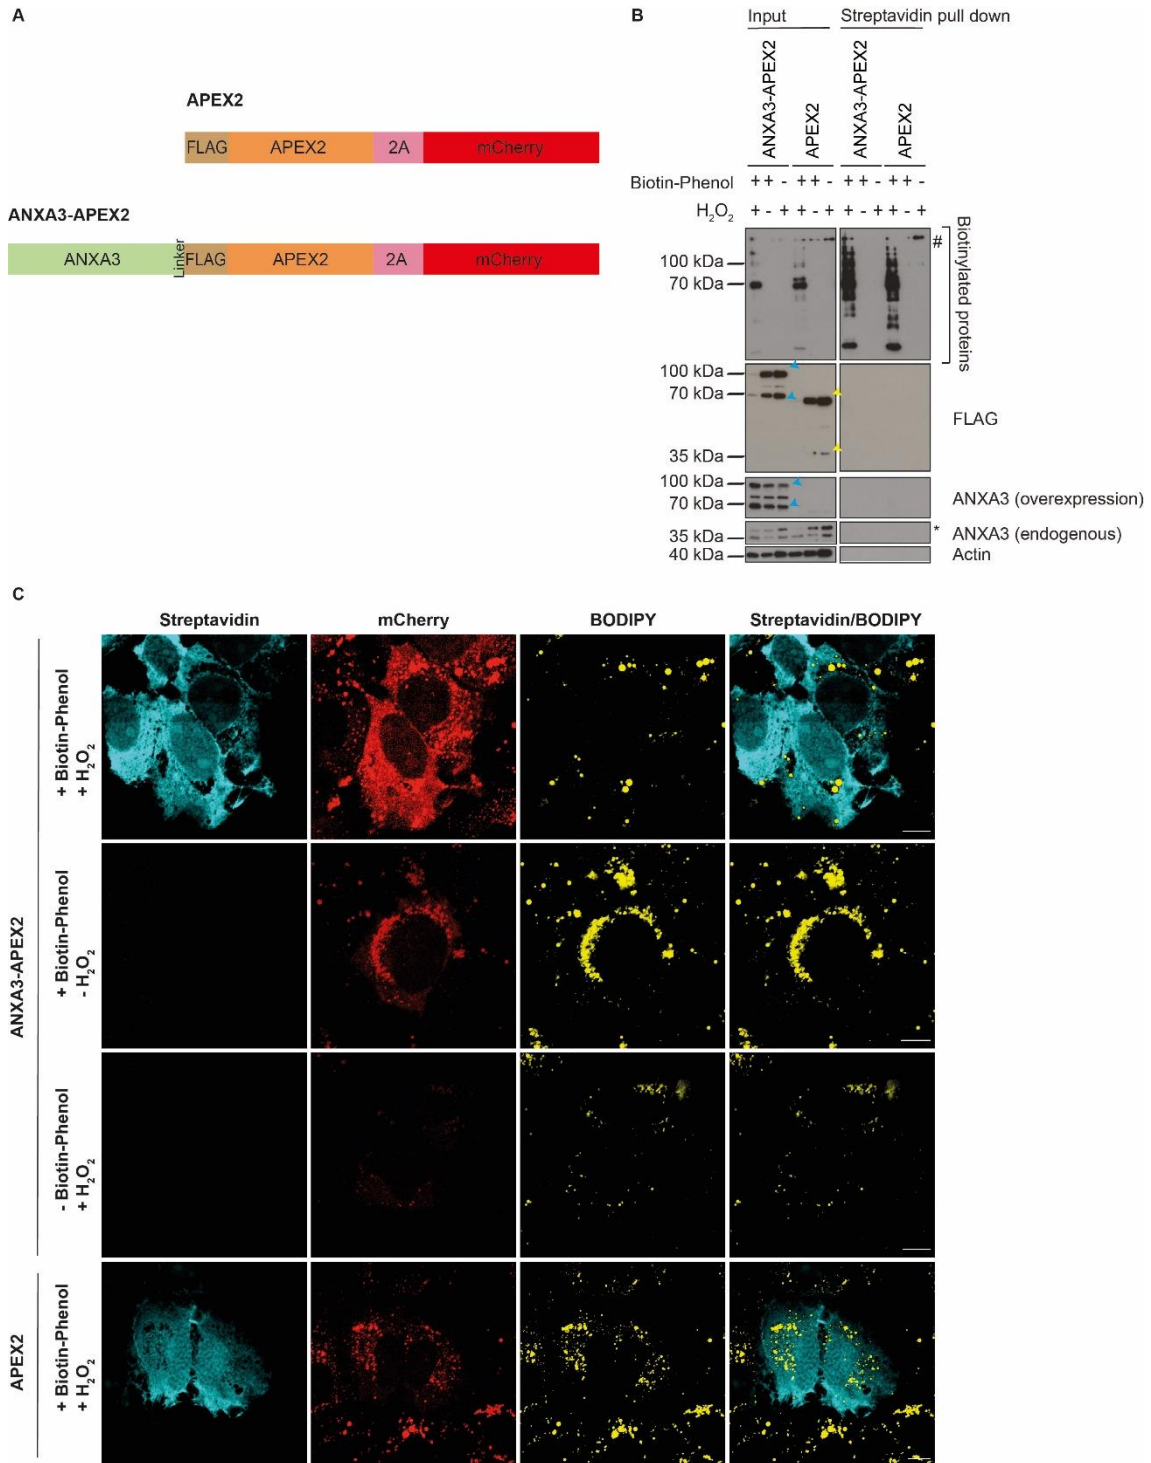 A
APEX2
FLAG APEX2 2A mCherry
ANXA3-APEX2
ANXA3 Linker FLAG APEX2 2A mCherry
B
Input Streptavidin pull down
ANXA3-APEX2 APEX2 ANXA3-APEX2 APEX2
Biotin-Phenol + + - + + - + + - + + -
H₂O₂ + - + + - + + - + + - +
100 kDa
70 kDa
#
Biotinylated proteins
100 kDa
70 kDa
35 kDa
FLAG
100 kDa
70 kDa
ANXA3 (overexpression)
35 kDa
*
ANXA3 (endogenous)
40 kDa
Actin
C
Streptavidin mCherry BODIPY Streptavidin/BODIPY
ANXA3-APEX2
+ Biotin-Phenol
+ H₂O₂
+ Biotin-Phenol
- H₂O₂
- Biotin-Phenol
+ H₂O₂
APEX2
+ Biotin-Phenol
+ H₂O₂